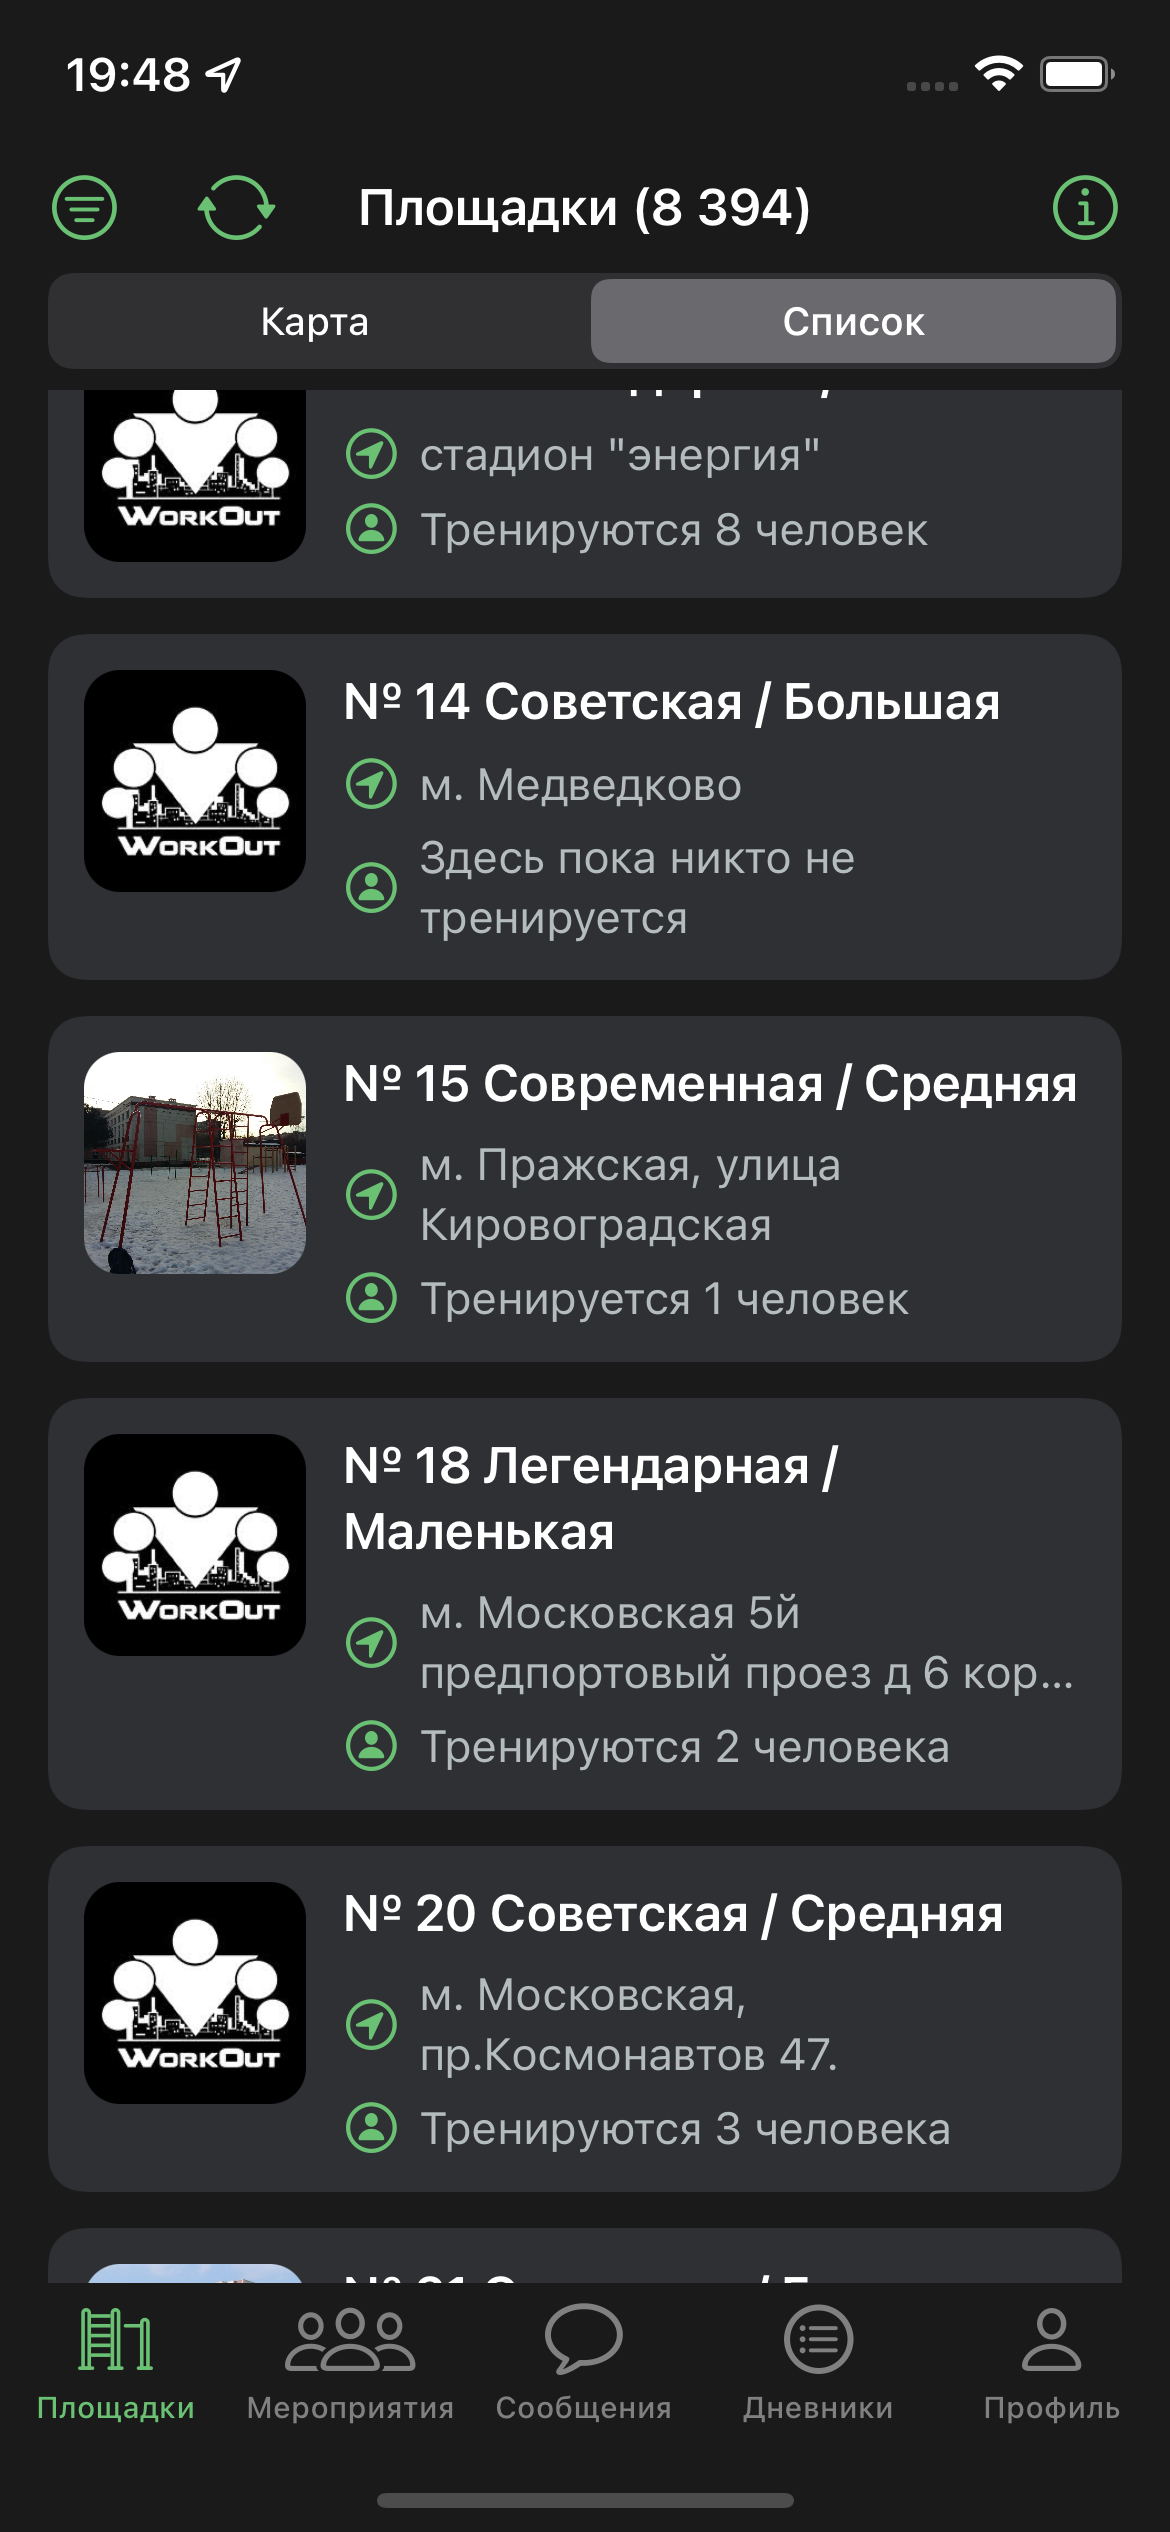 19:48
Площадки (8 394)
Карта
Список
WORKOUT
стадион "энергия"
Тренируются 8 человек
WORKOUT
№ 14 Советская / Большая
м. Медведково
Здесь пока никто не
тренируется
№ 15 Современная / Средняя
м. Пражская, улица
Кировоградская
Тренируется 1 человек
WORKOUT
№ 18 Легендарная /
Маленькая
м. Московская 5й
предпортовый проез д 6 кор...
Тренируются 2 человека
WORKOUT
№ 20 Советская / Средняя
м. Московская,
пр.Космонавтов 47.
Тренируются 3 человека
Площадки
Мероприятия
Сообщения
Дневники
Профиль